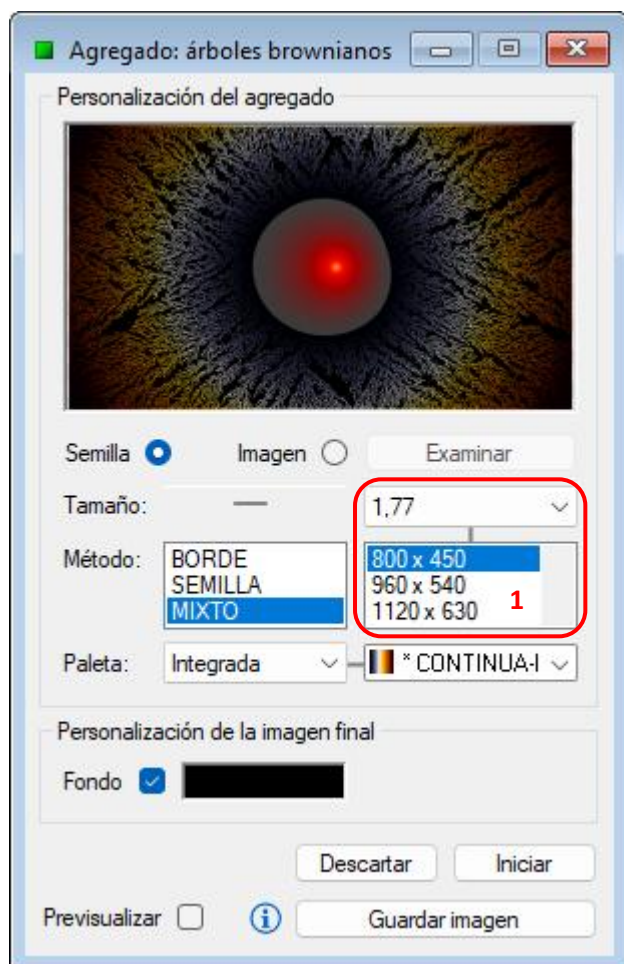 Agregado: árboles brownianos
Personalización del agregado
Semilla Imagen Examinar
Tamaño: 1,77
Método: BORDE 800 x 450
SEMILLA 960 x 540
MIXTO 1120 x 630 1
Paleta: Integrada * CONTINUA-I
Personalización de la imagen final
Fondo
Descartar Iniciar
Previsualizar i Guardar imagen